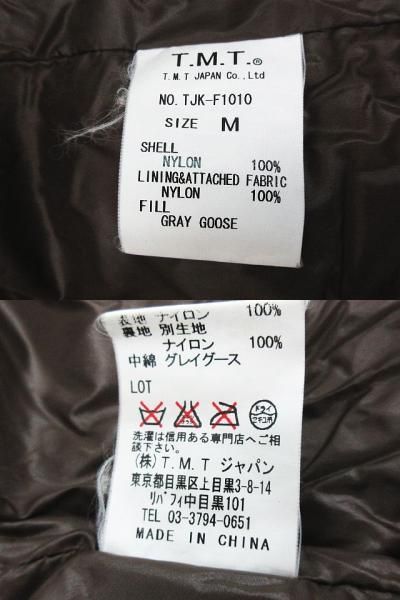 T.M.T.®
T.M.T JAPAN Co.,Ltd
NO. TJK-F1010
SIZE M
SHELL
NYLON 100%
LINING&ATTACHED FABRIC
NYLON 100%
FILL
GRAY GOOSE
表地 ナイロン 100%
裏地 別生地
ナイロン 100%
中綿 グレイグース
LOT
ドライ
セキユ系
洗濯は信用ある専門店へご相
談下さい。
(株)T.M.T ジャパン
東京都目黒区上目黒3-8-14
リバフィ中目黒101
TEL 03-3794-0651
MADE IN CHINA